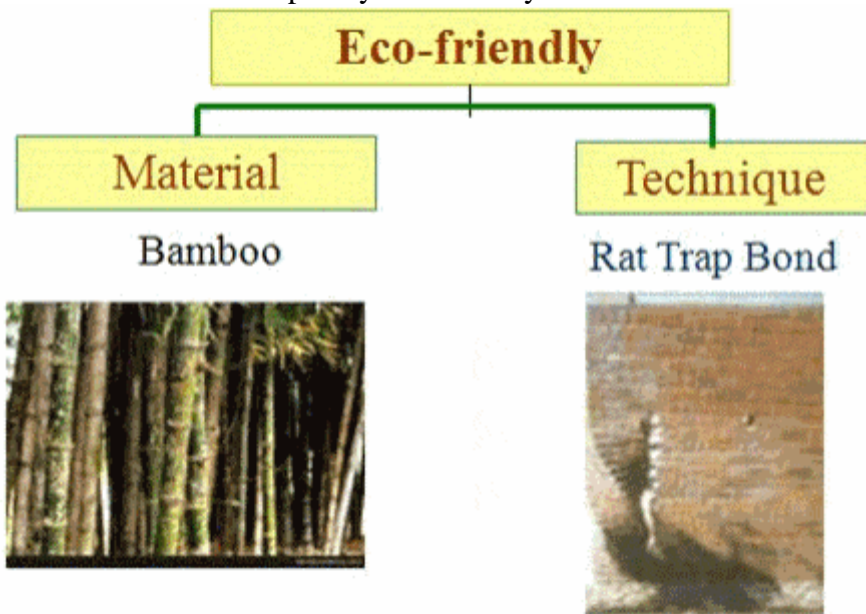 Eco-friendly
Material
Technique
Bamboo
Rat Trap Bond